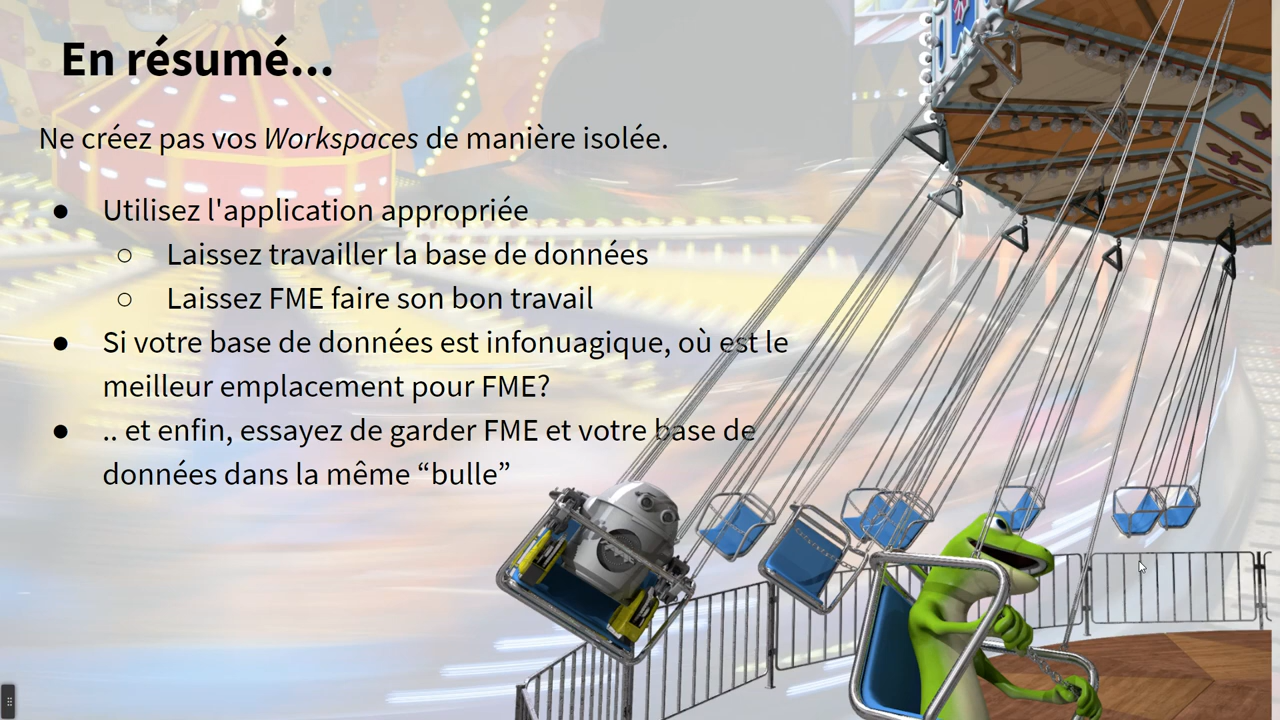 En résumé...
Ne créez pas vos Workspaces de manière isolée.
● Utilisez l'application appropriée
○ Laissez travailler la base de données
○ Laissez FME faire son bon travail
● Si votre base de données est infonuagique, où est le
meilleur emplacement pour FME?
● .. et enfin, essayez de garder FME et votre base de
données dans la même “bulle”